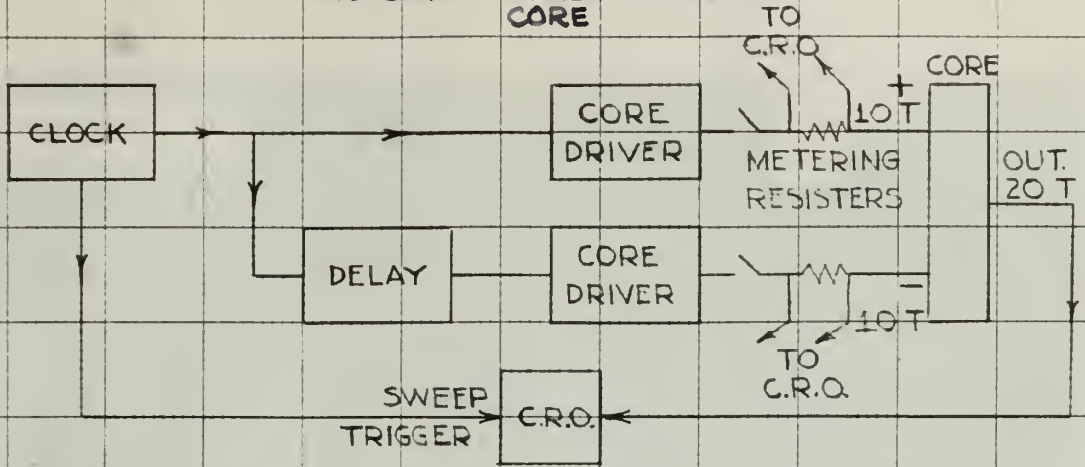 CORE
TO
C.R.O.
CORE
CLOCK
CORE
DRIVER
+
10 T
METERING
RESISTERS
OUT.
20 T
DELAY
CORE
DRIVER
−
10 T
TO
C.R.O.
SWEEP
TRIGGER
C.R.O.